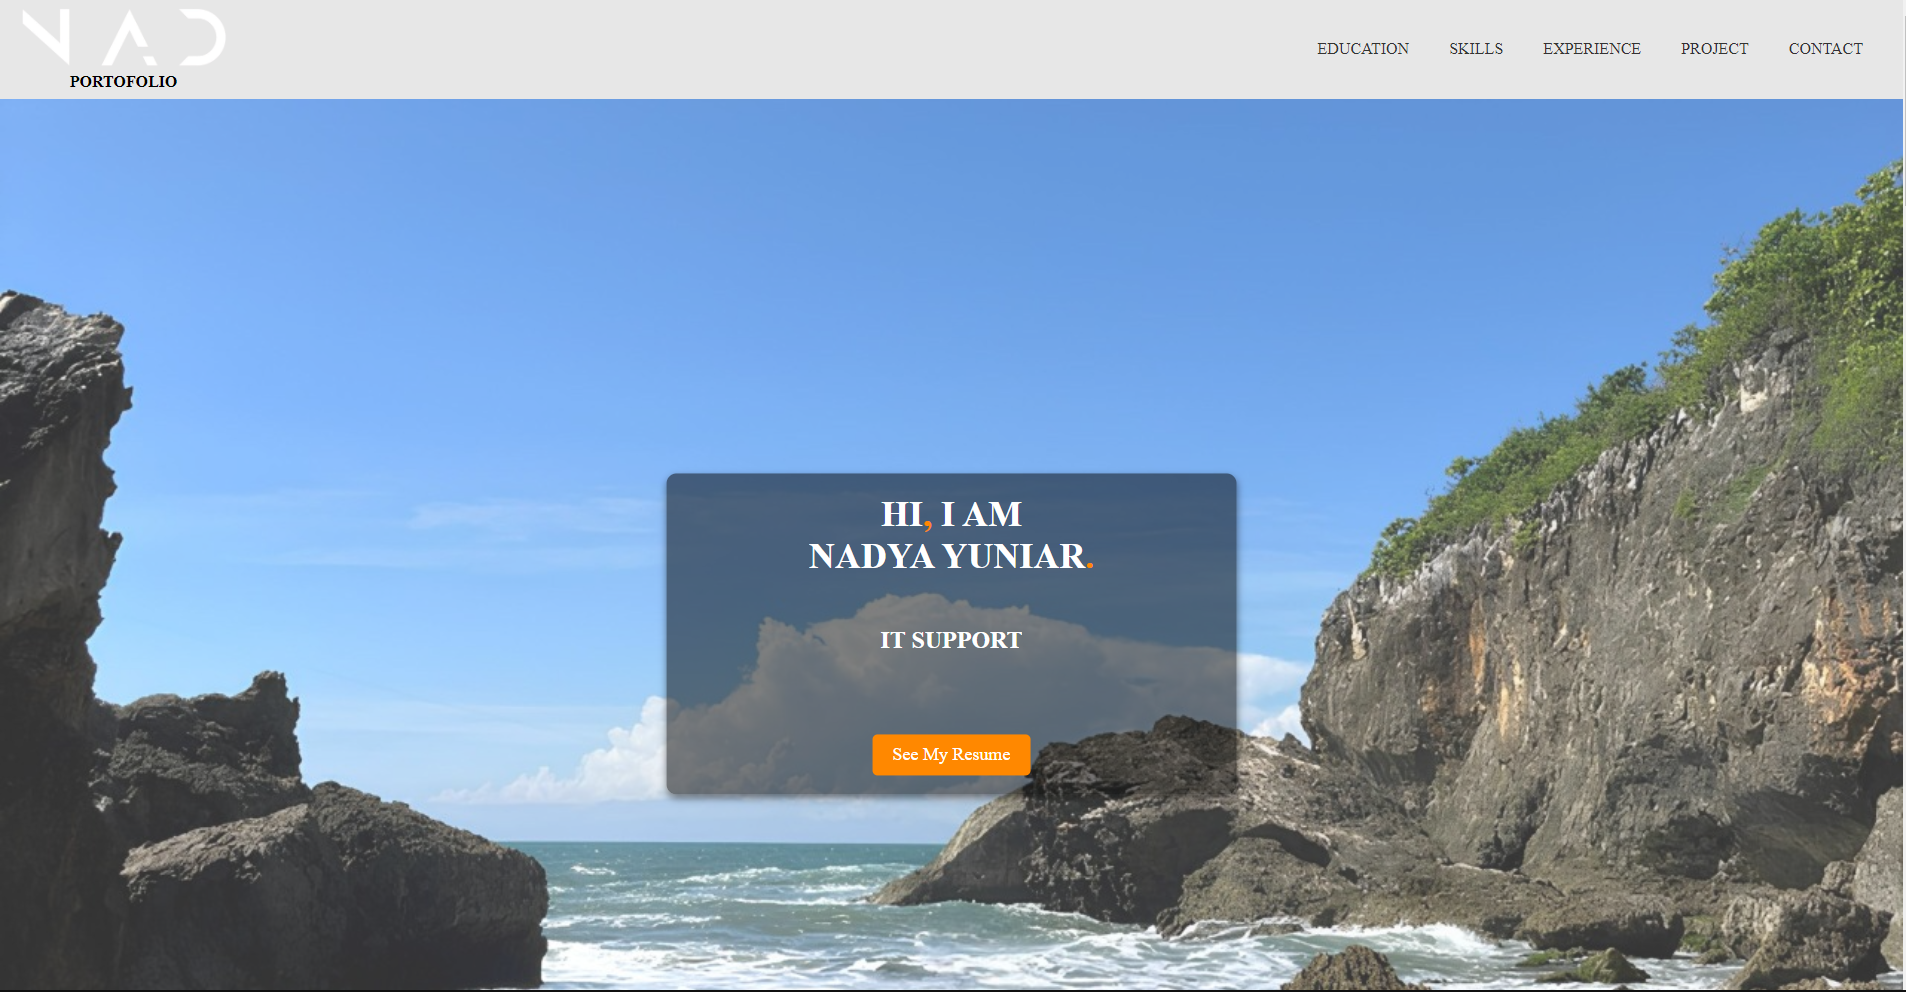 NAD
PORTOFOLIO
EDUCATION
SKILLS
EXPERIENCE
PROJECT
CONTACT
HI, I AM
NADYA YUNIAR.
IT SUPPORT
See My Resume